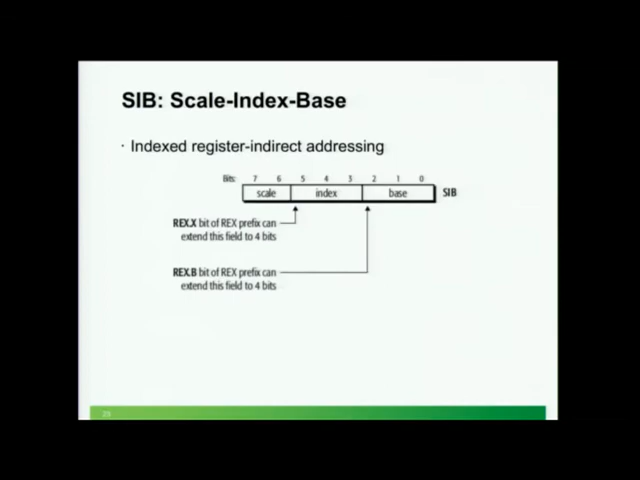 SIB: Scale-Index-Base
· Indexed register-indirect addressing
Bits: 7 6 5 4 3 2 1 0
scale index base SIB
REX.X bit of REX prefix can
extend this field to 4 bits
REX.B bit of REX prefix can
extend this field to 4 bits